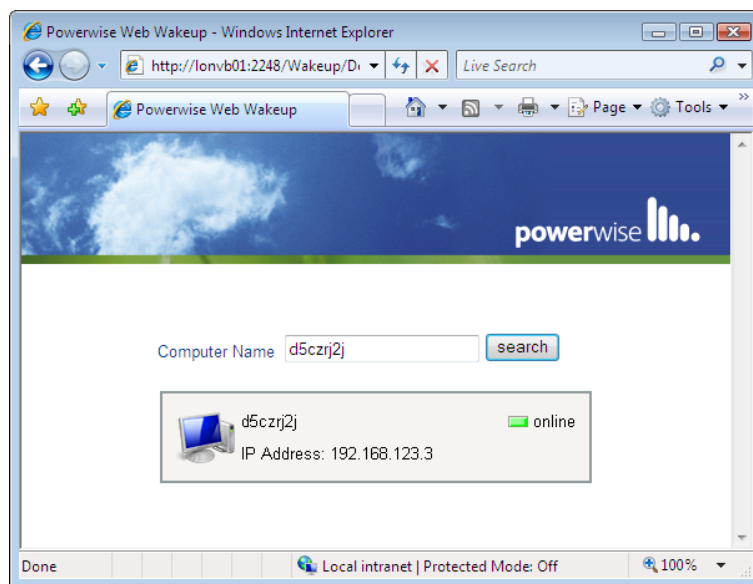 Powerwise Web Wakeup - Windows Internet Explorer
http://lonvb01:2248/Wakeup/D
Live Search
Powerwise Web Wakeup
Page
Tools
»
powerwise
Computer Name d5czrj2j search
d5czrj2j online
IP Address: 192.168.123.3
Done Local intranet | Protected Mode: Off 100%